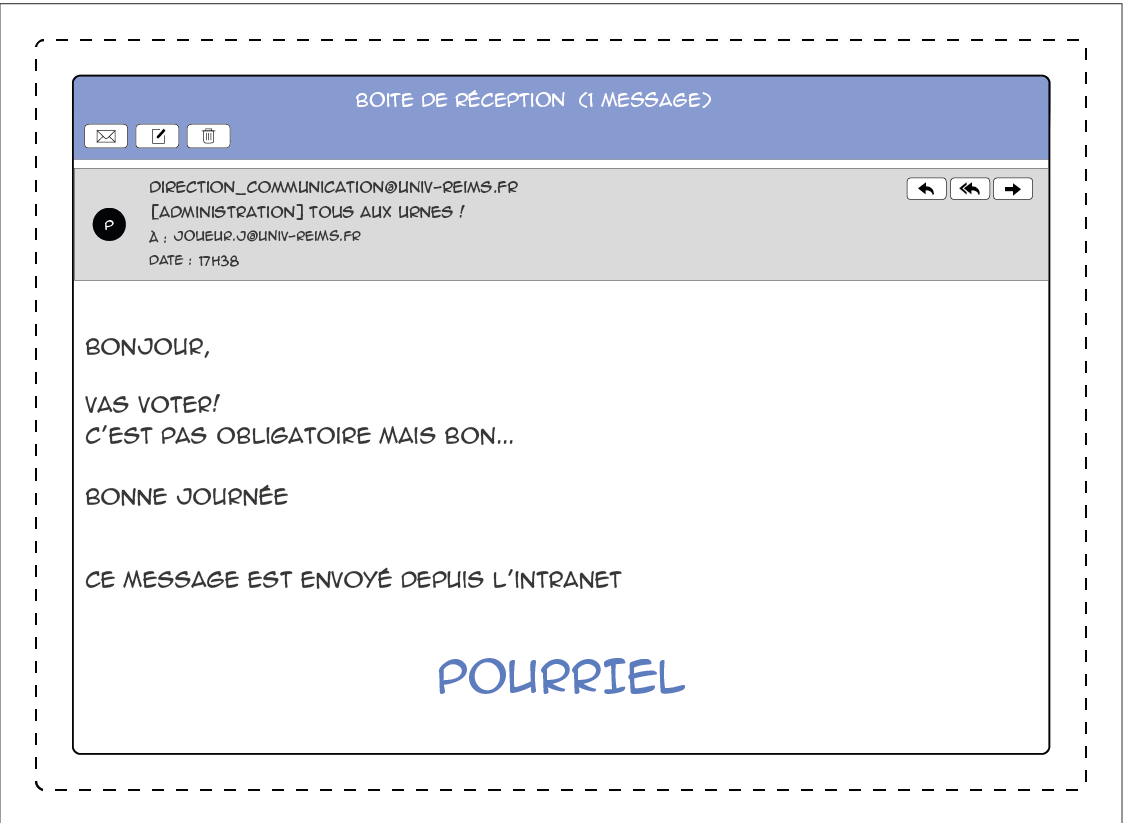 BOITE DE RÉCEPTION (1 MESSAGE)
DIRECTION_COMMUNICATION@UNIV-REIMS.FR
[ADMINISTRATION] TOUS AUX URNES !
P
À : JOUEUR.J@UNIV-REIMS.FR
DATE : 17H38
BONJOUR,
VAS VOTER!
C'EST PAS OBLIGATOIRE MAIS BON...
BONNE JOURNÉE
CE MESSAGE EST ENVOYÉ DEPUIS L'INTRANET
POURRIEL